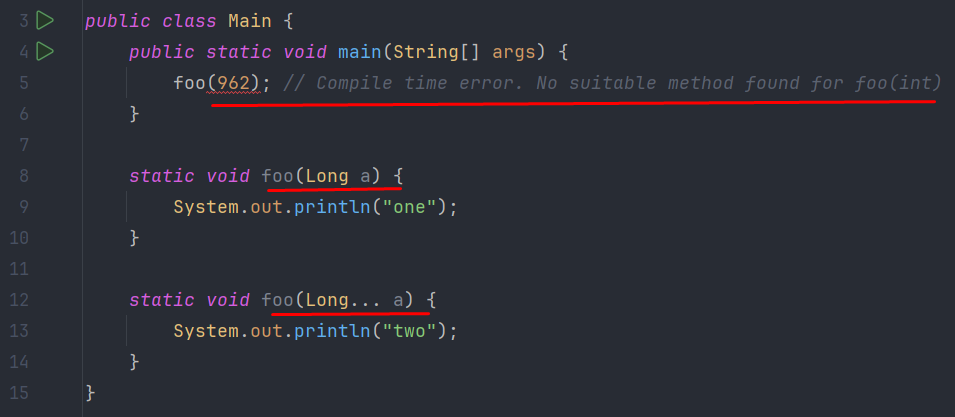 3 public class Main {
4 public static void main(String[] args) {
5 foo(962); // Compile time error. No suitable method found for foo(int)
6 }
7
8 static void foo(Long a) {
9 System.out.println("one");
10 }
11
12 static void foo(Long... a) {
13 System.out.println("two");
14 }
15 }